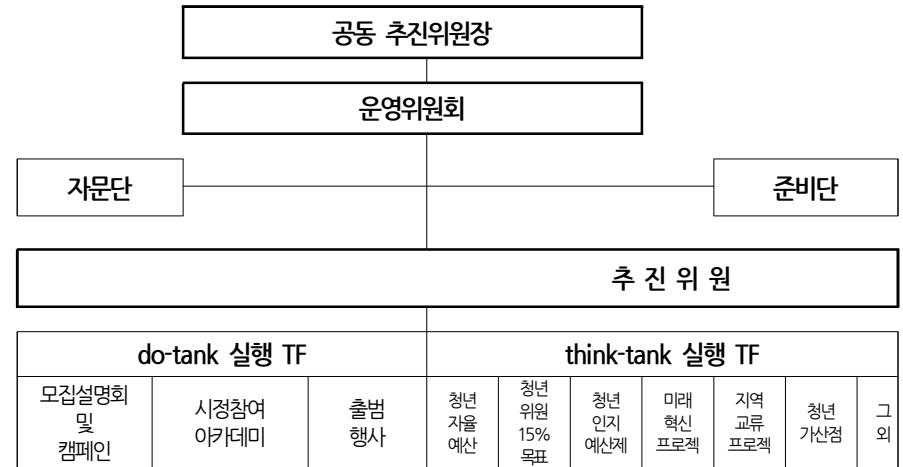 공동 추진위원장
운영위원회
자문단
준비단
추 진 위 원
do-tank 실행 TF
think-tank 실행 TF
모집설명회
및
캠페인
시정참여
아카데미
출범
행사
청년
자율
예산
청년
위원
15%
목표
청년
인지
예산제
미래
혁신
프로젝
지역
교류
프로젝
청년
가산점
그
외